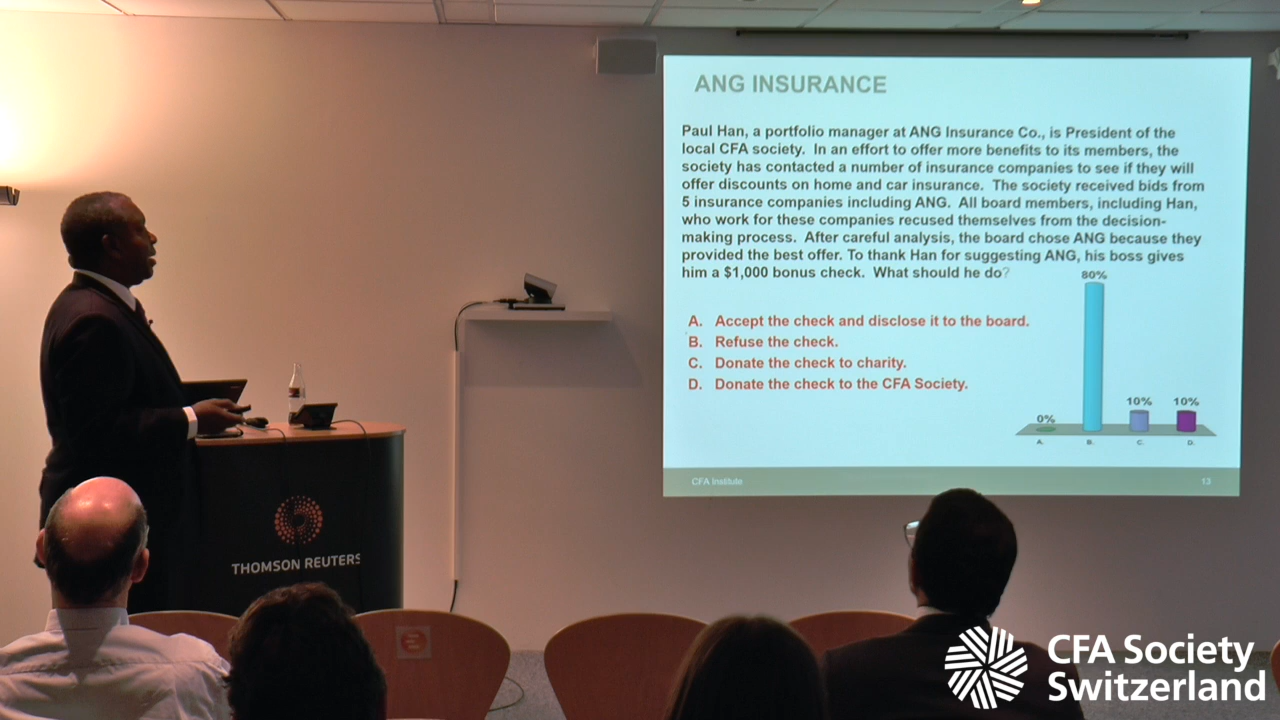 ANG INSURANCE
Paul Han, a portfolio manager at ANG Insurance Co., is President of the
local CFA society. In an effort to offer more benefits to its members, the
society has contacted a number of insurance companies to see if they will
offer discounts on home and car insurance. The society received bids from
5 insurance companies including ANG. All board members, including Han,
who work for these companies recused themselves from the decision-
making process. After careful analysis, the board chose ANG because they
provided the best offer. To thank Han for suggesting ANG, his boss gives
him a $1,000 bonus check. What should he do?
A. Accept the check and disclose it to the board.
B. Refuse the check.
C. Donate the check to charity.
D. Donate the check to the CFA Society.
80%
0%
10%
10%
A.
B.
C.
D.
CFA Institute
13
THOMSON REUTERS
CFA Society
Switzerland